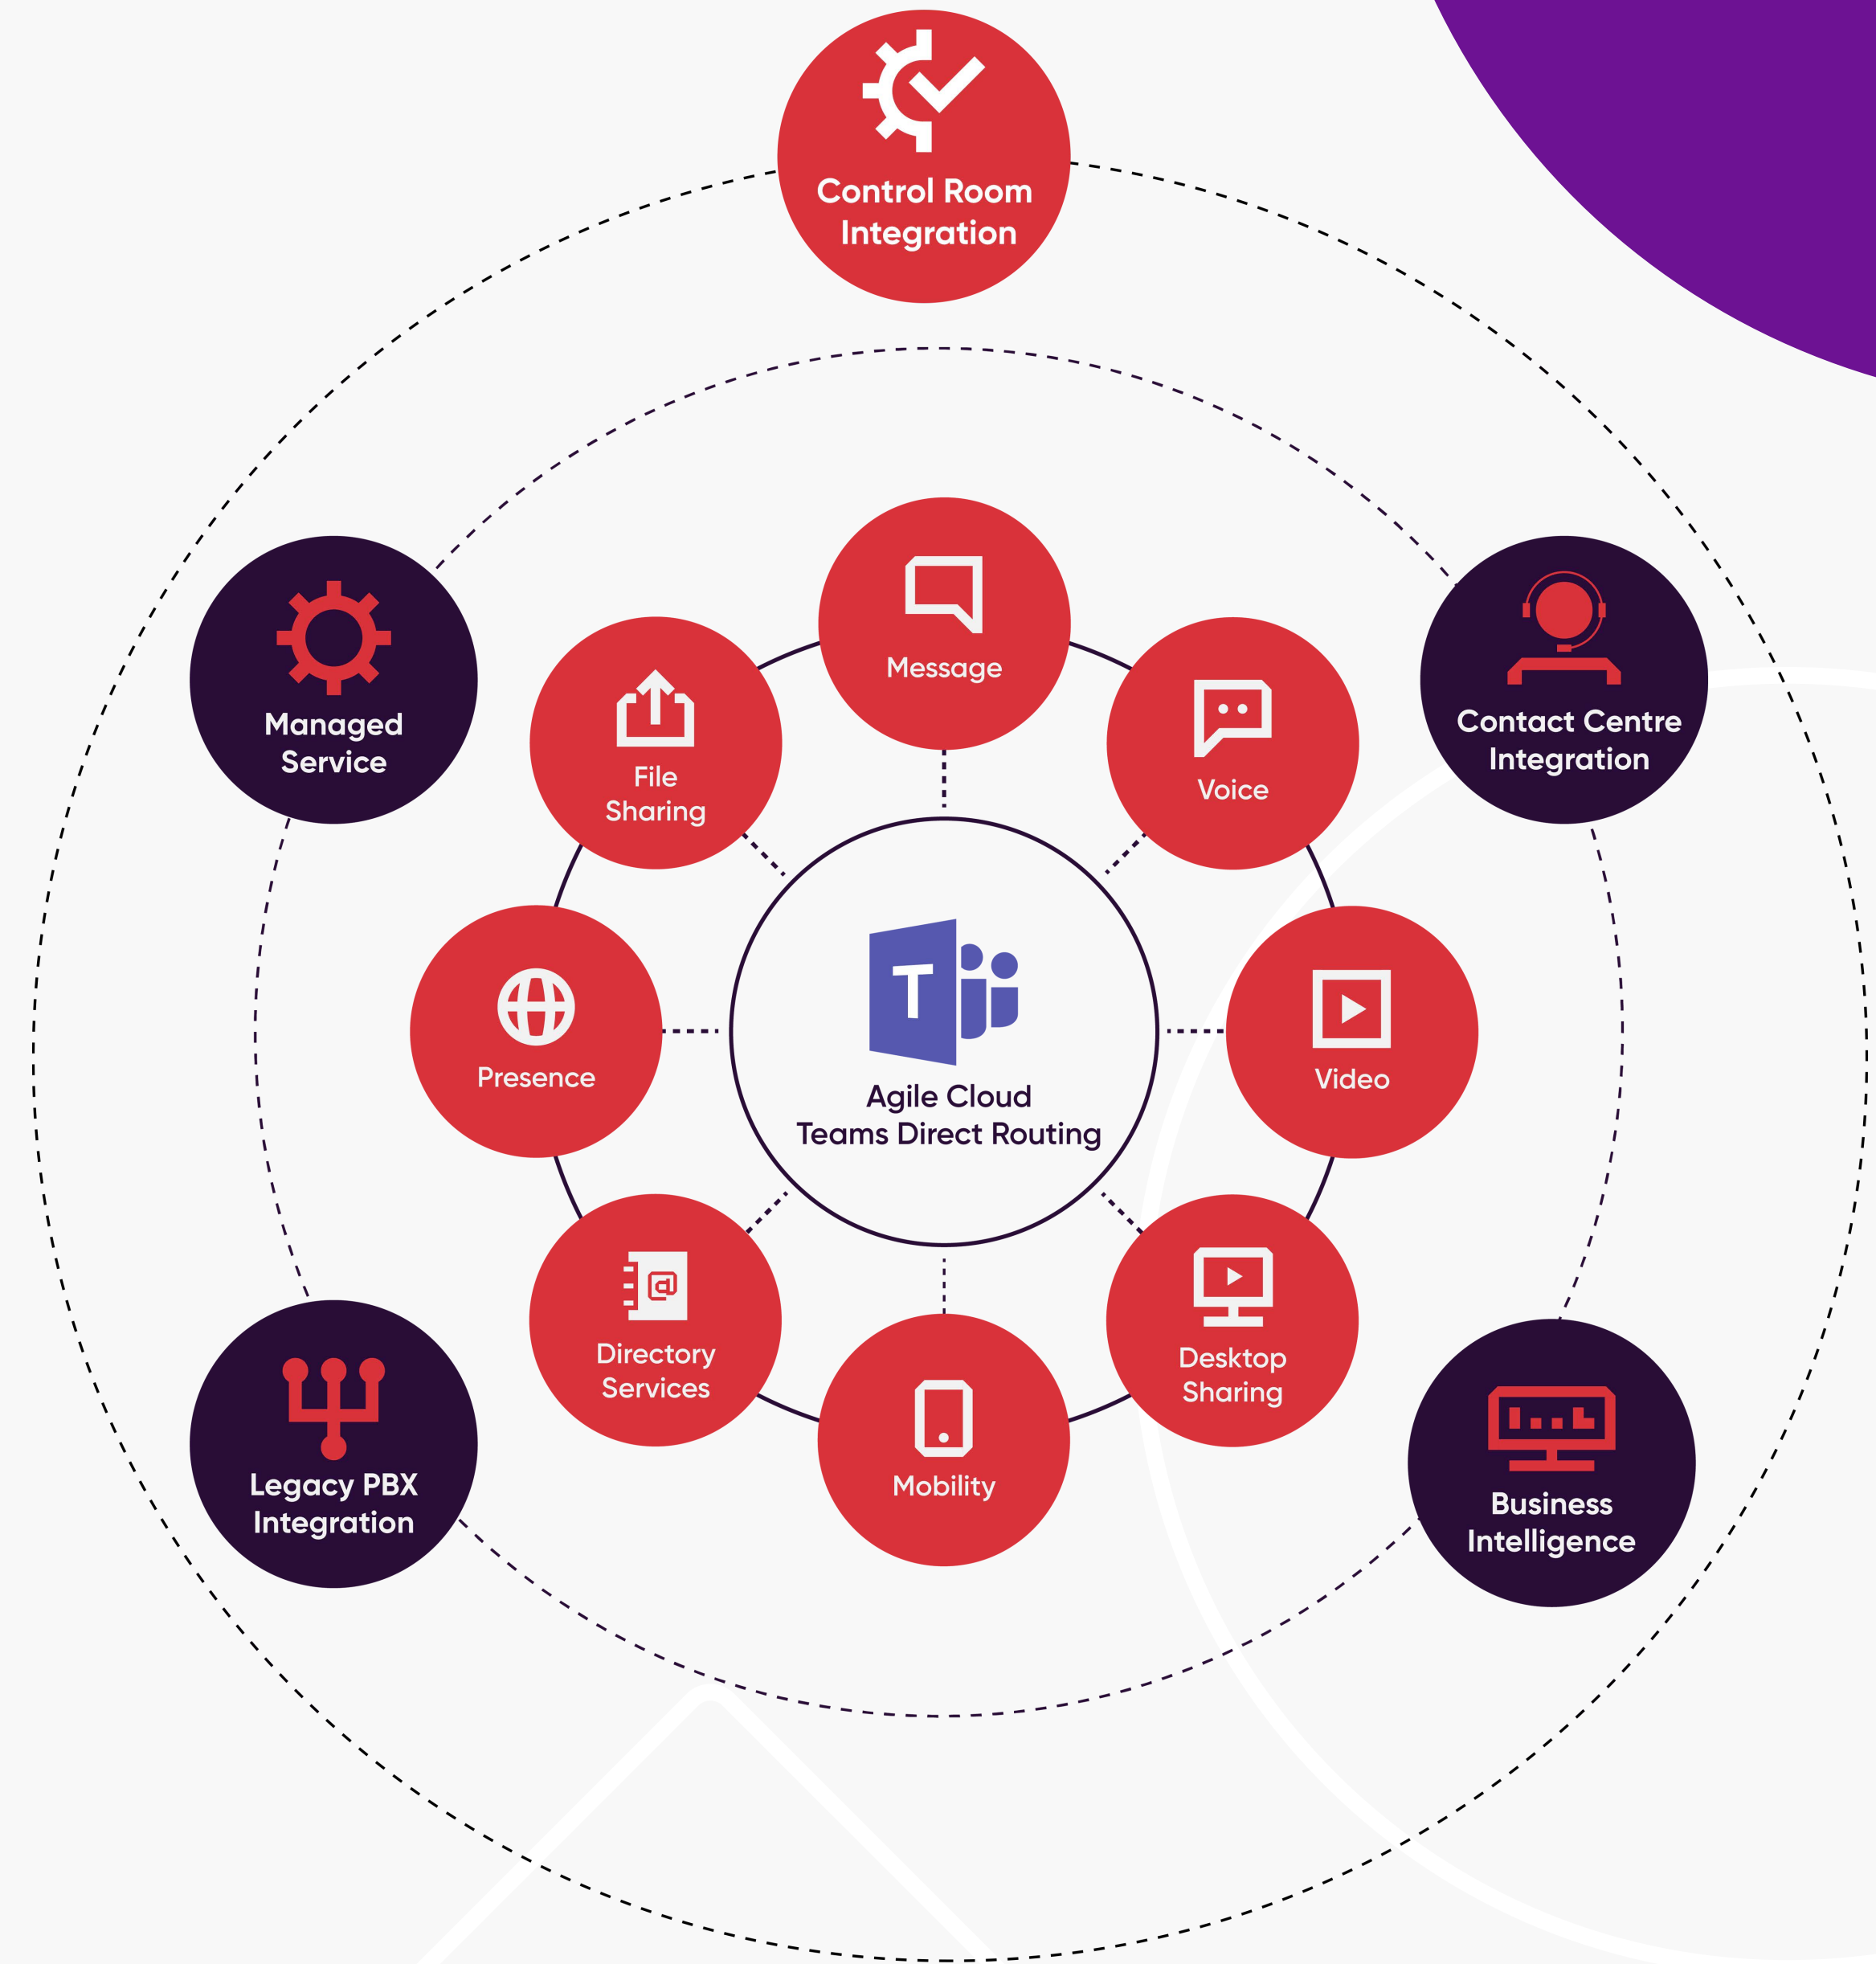 Control Room
Integration
Message
Managed
Service
Contact Centre
Integration
File
Sharing
Voice
Presence
T
Agile Cloud
Teams Direct Routing
Video
Directory
Services
Desktop
Sharing
Mobility
Legacy PBX
Integration
Business
Intelligence